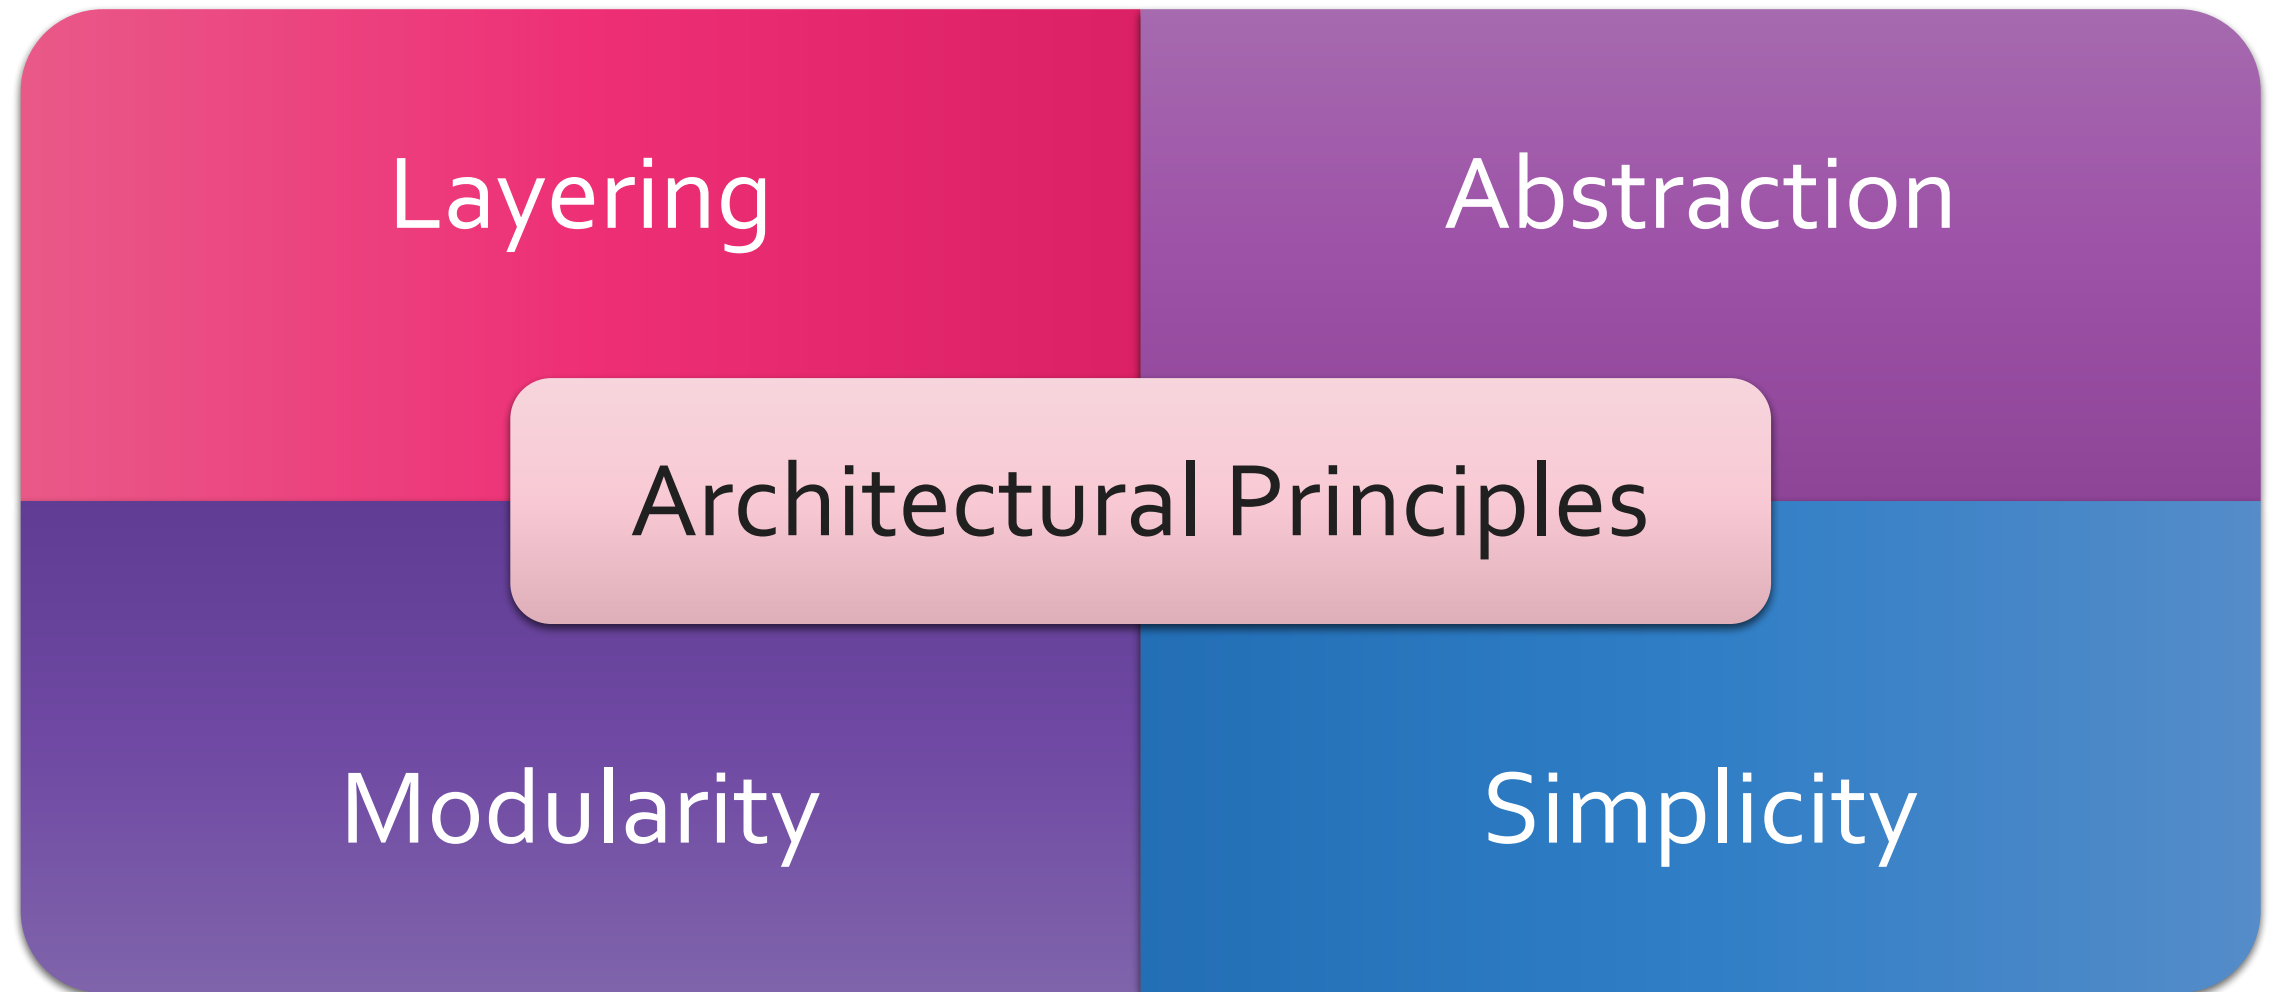 Layering
Abstraction
Architectural Principles
Modularity
Simplicity